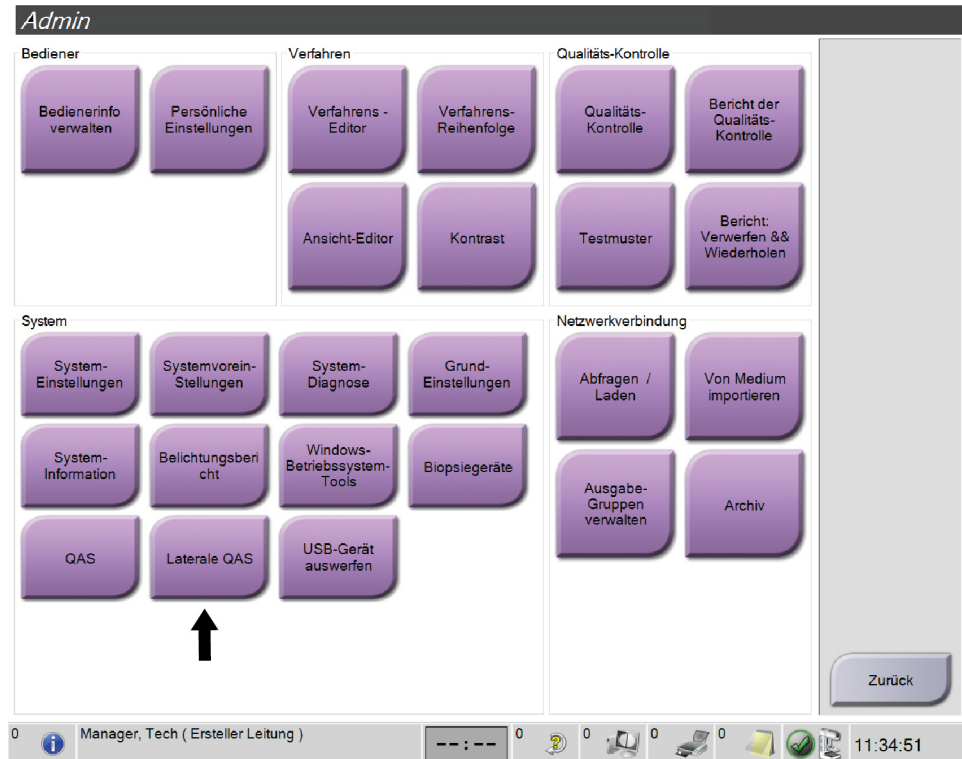 Admin
Bediener
Bedienerinfo
verwalten
Persönliche
Einstellungen
Verfahren
Verfahrens -
Editor
Verfahrens-
Reihenfolge
Ansicht-Editor
Kontrast
Qualitäts-Kontrolle
Qualitäts-
Kontrolle
Bericht der
Qualitäts-
Kontrolle
Testmuster
Bericht:
Verwerfen &&
Wiederholen
System
System-
Einstellungen
Systemvorein-
Stellungen
System-
Diagnose
Grund-
Einstellungen
System-
Information
Belichtungsberi
cht
Windows-
Betriebssystem-
Tools
Biopsiegeräte
QAS
Laterale QAS
USB-Gerät
auswerfen
Netzwerkverbindung
Abfragen /
Laden
Von Medium
importieren
Ausgabe-
Gruppen
verwalten
Archiv
Zurück
0
Manager, Tech ( Ersteller Leitung )
--:--
0
0
0
0
11:34:51